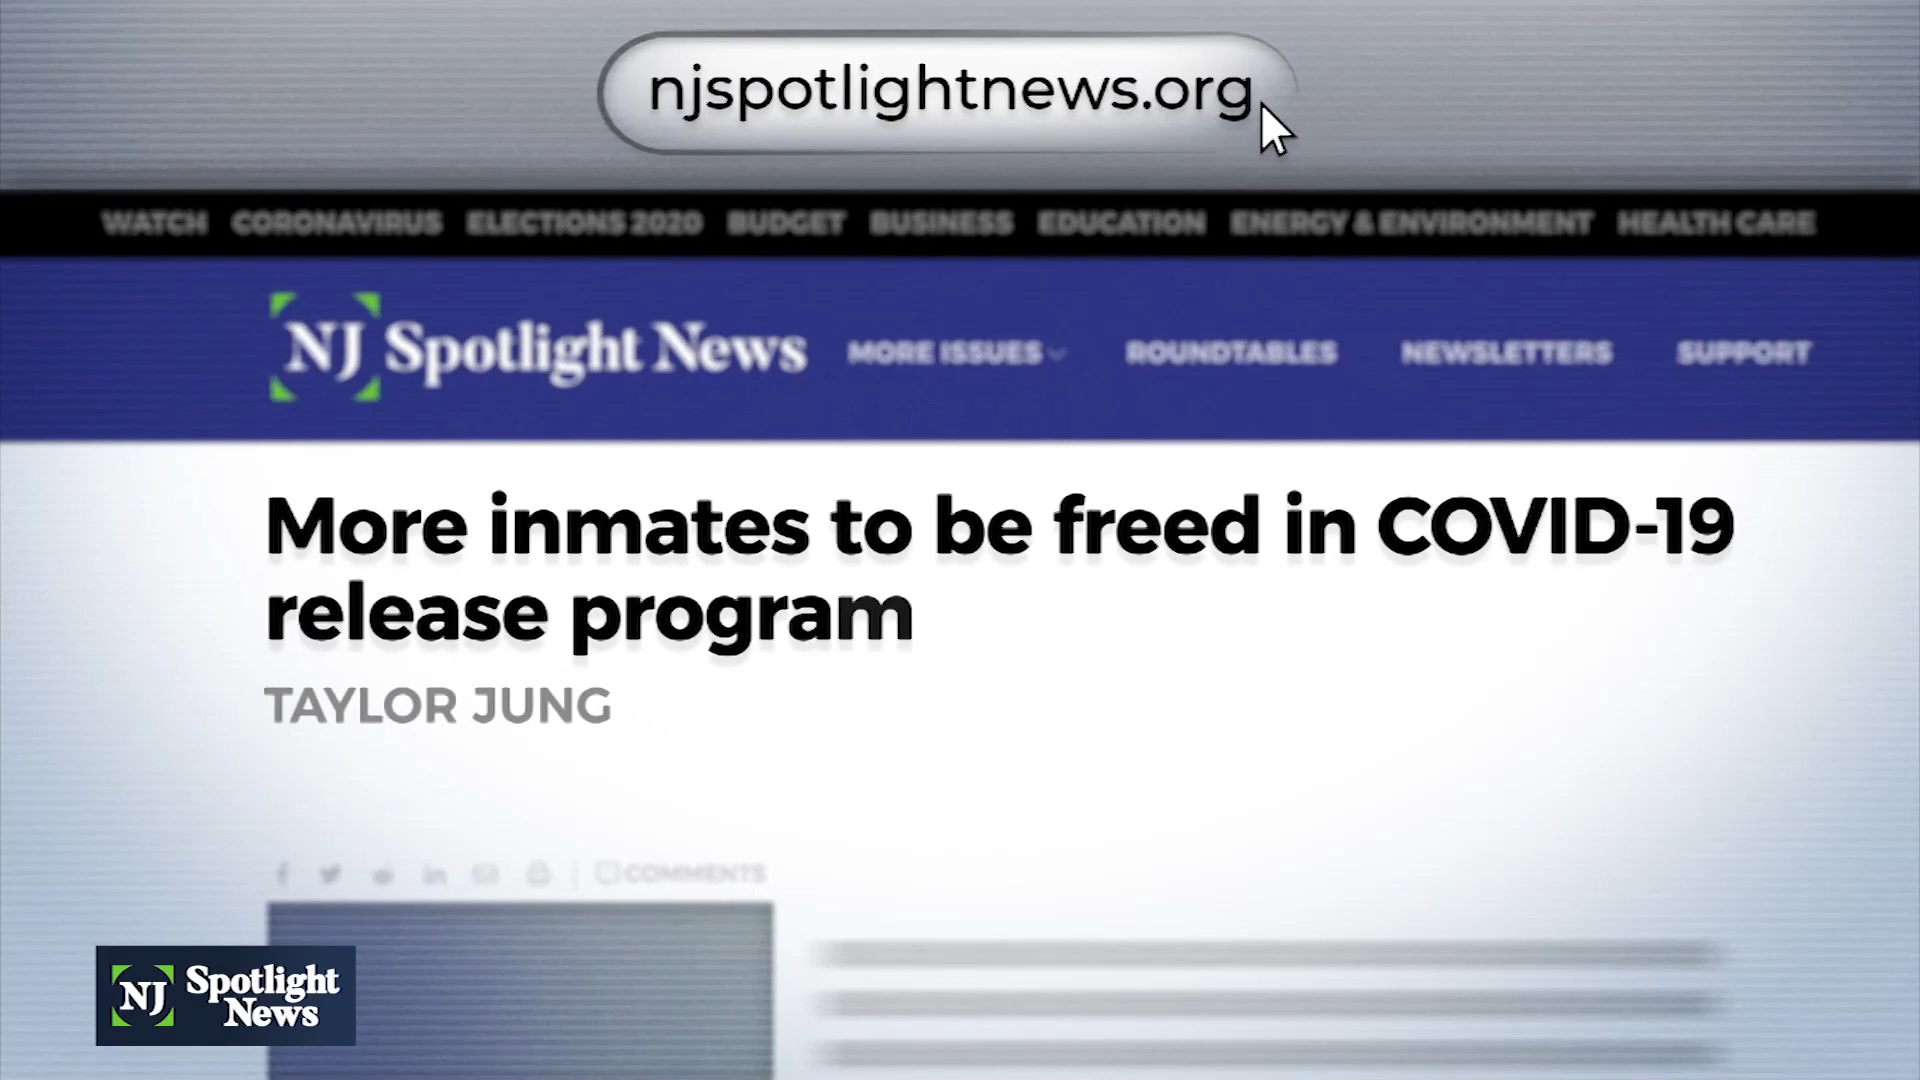 njspotlightnews.org
WATCH CORONAVIRUS ELECTIONS 2020 BUDGET BUSINESS EDUCATION ENERGY & ENVIRONMENT HEALTH CARE
NJ Spotlight News MORE ISSUES ROUNDTABLES NEWSLETTERS SUPPORT
More inmates to be freed in COVID-19
release program
TAYLOR JUNG
COMMENTS
NJ Spotlight
News